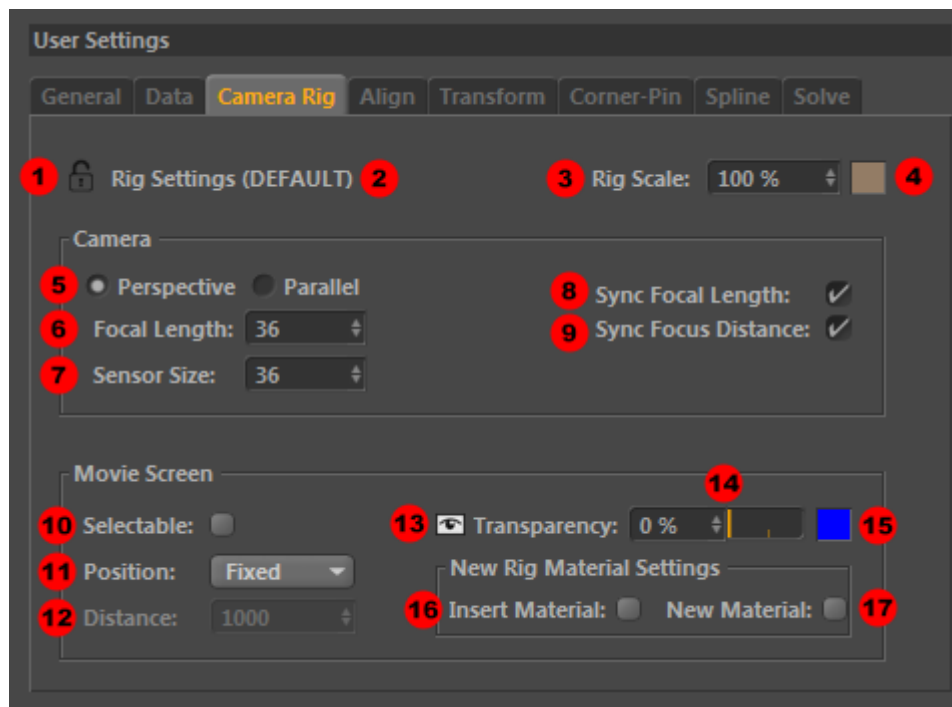 User Settings
General Data Camera Rig Align Transform Corner-Pin Spline Solve
1 Rig Settings (DEFAULT) 2 3 Rig Scale: 100 % 4
Camera
5 Perspective Parallel
8 Sync Focal Length:
6 Focal Length: 36
9 Sync Focus Distance:
7 Sensor Size: 36
Movie Screen
14
10 Selectable:
13 Transparency: 0 % 15
11 Position: Fixed
New Rig Material Settings
12 Distance: 1000
16 Insert Material: New Material: 17